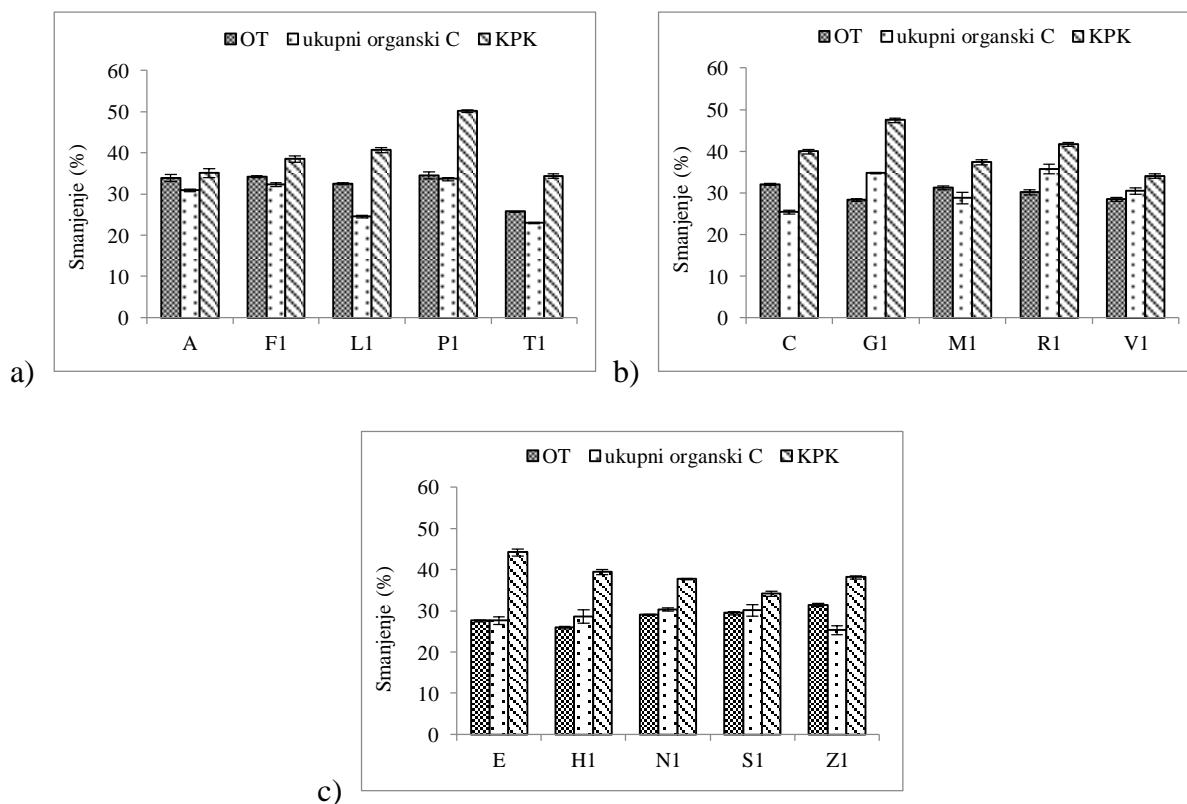 OT ukupni organski C KPK
60
50
40
30
20
10
0
Smanjenje (%)
A F1 L1 P1 T1
a)
OT ukupni organski C KPK
60
50
40
30
20
10
0
Smanjenje (%)
C G1 M1 R1 V1
b)
OT ukupni organski C KPK
60
50
40
30
20
10
0
Smanjenje (%)
E H1 N1 S1 Z1
c)